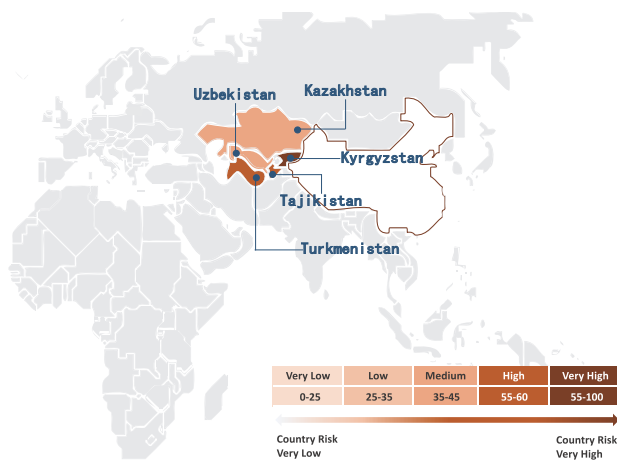 Uzbekistan
Kazakhstan
Kyrgyzstan
Tajikistan
Turkmenistan
Very Low
Low
Medium
High
Very High
0-25
25-35
35-45
55-60
55-100
Country Risk
Very Low
Country Risk
Very High